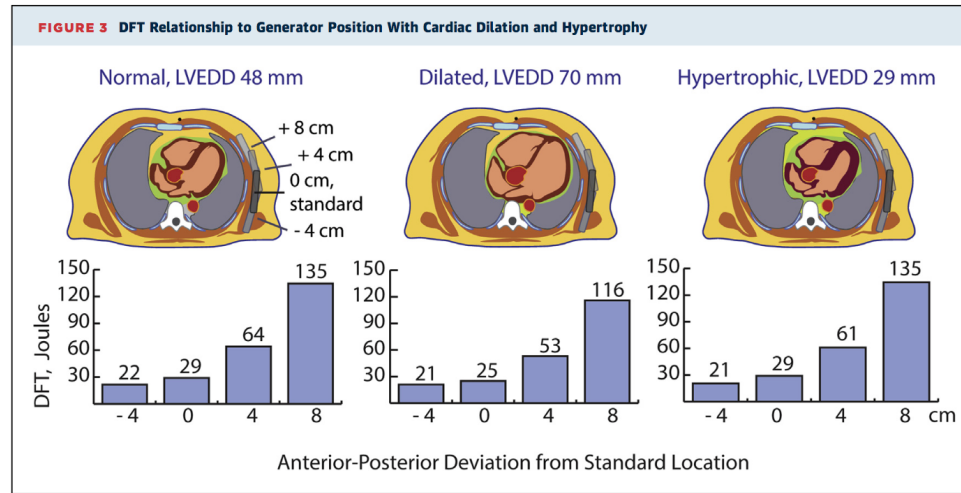 FIGURE 3 DFT Relationship to Generator Position With Cardiac Dilation and Hypertrophy
Normal, LVEDD 48 mm
Dilated, LVEDD 70 mm
Hypertrophic, LVEDD 29 mm
+ 8 cm
+ 4 cm
0 cm,
standard
- 4 cm
DFT, Joules
150
120
90
60
30
22
29
64
135
- 4 0 4 8
150
120
90
60
30
21
25
53
116
- 4 0 4 8
150
120
90
60
30
21
29
61
135
- 4 0 4 8 cm
Anterior-Posterior Deviation from Standard Location